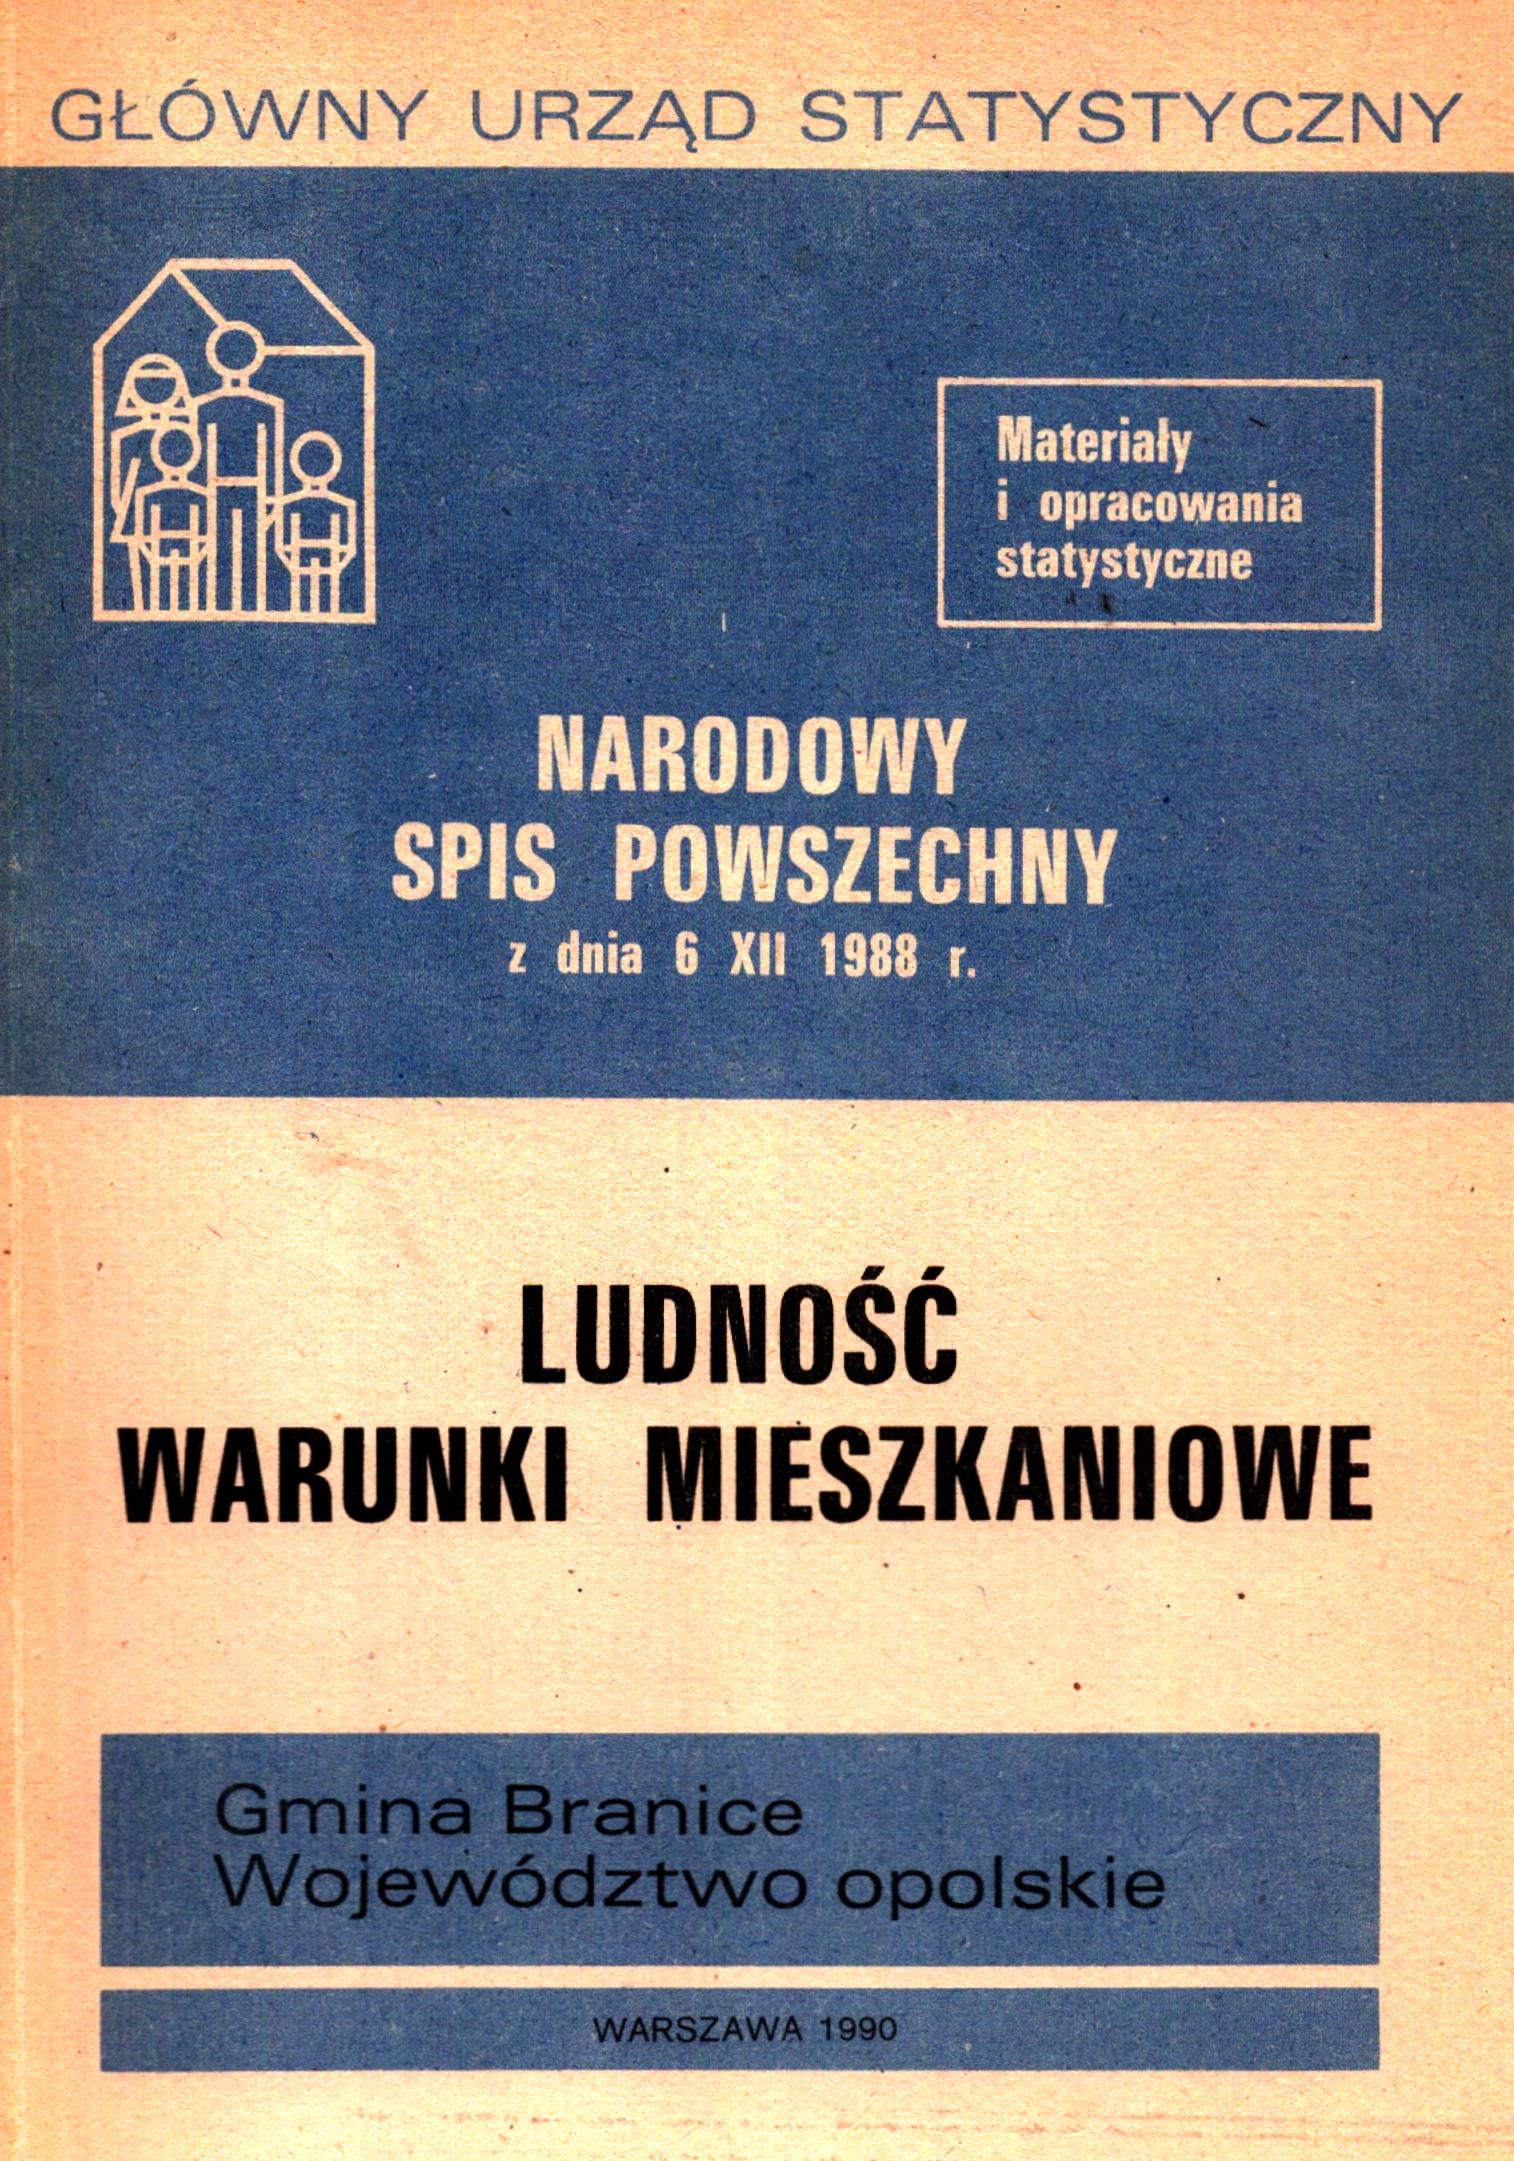 GŁÓWNY URZĄD STATYSTYCZNY
Materiały
i opracowania
statystyczne
NARODOWY
SPIS POWSZECHNY
z dnia 6 XII 1988 r.
LUDNOŚĆ
WARUNKI MIESZKANIOWE
Gmina Branice
Województwo opolskie
WARSZAWA 1990